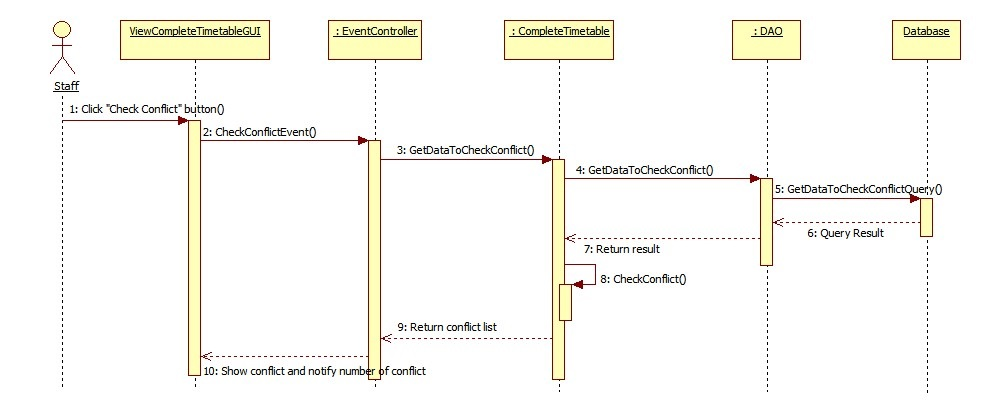 ViewCompleteTimetableGUI
: EventController
: CompleteTimetable
: DAO
Database
Staff
1: Click "Check Conflict" button()
2: CheckConflictEvent()
3: GetDataToCheckConflict()
4: GetDataToCheckConflict()
5: GetDataToCheckConflictQuery()
6: Query Result
7: Return result
8: CheckConflict()
9: Return conflict list
10: Show conflict and notify number of conflict